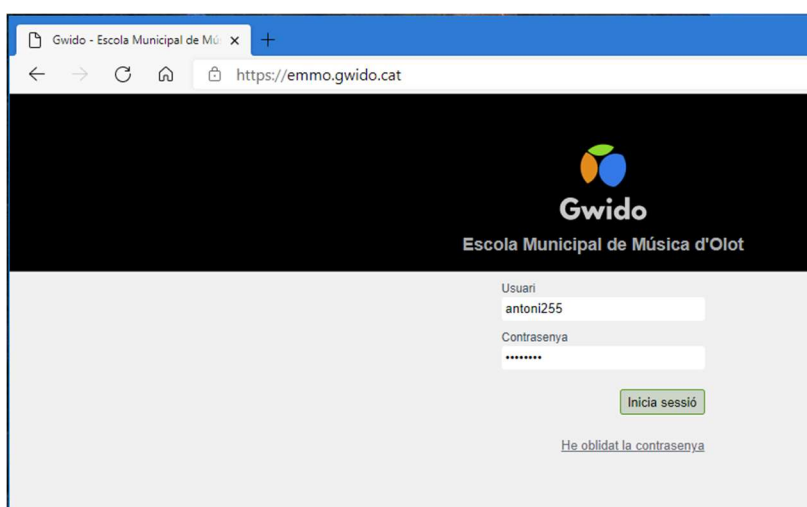 Gwido - Escola Municipal de Mú
https://emmo.gwido.cat
Gwido
Escola Municipal de Música d'Olot
Usuari
antoni255
Contrasenya
••••••••
Inicia sessió
He oblidat la contrasenya